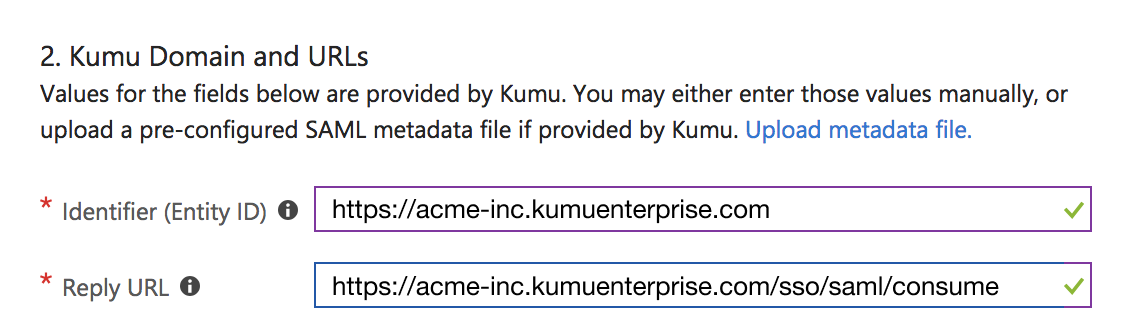 2. Kumu Domain and URLs
Values for the fields below are provided by Kumu. You may either enter those values manually, or
upload a pre-configured SAML metadata file if provided by Kumu. Upload metadata file.
* Identifier (Entity ID) https://acme-inc.kumuenterprise.com
* Reply URL https://acme-inc.kumuenterprise.com/sso/saml/consume